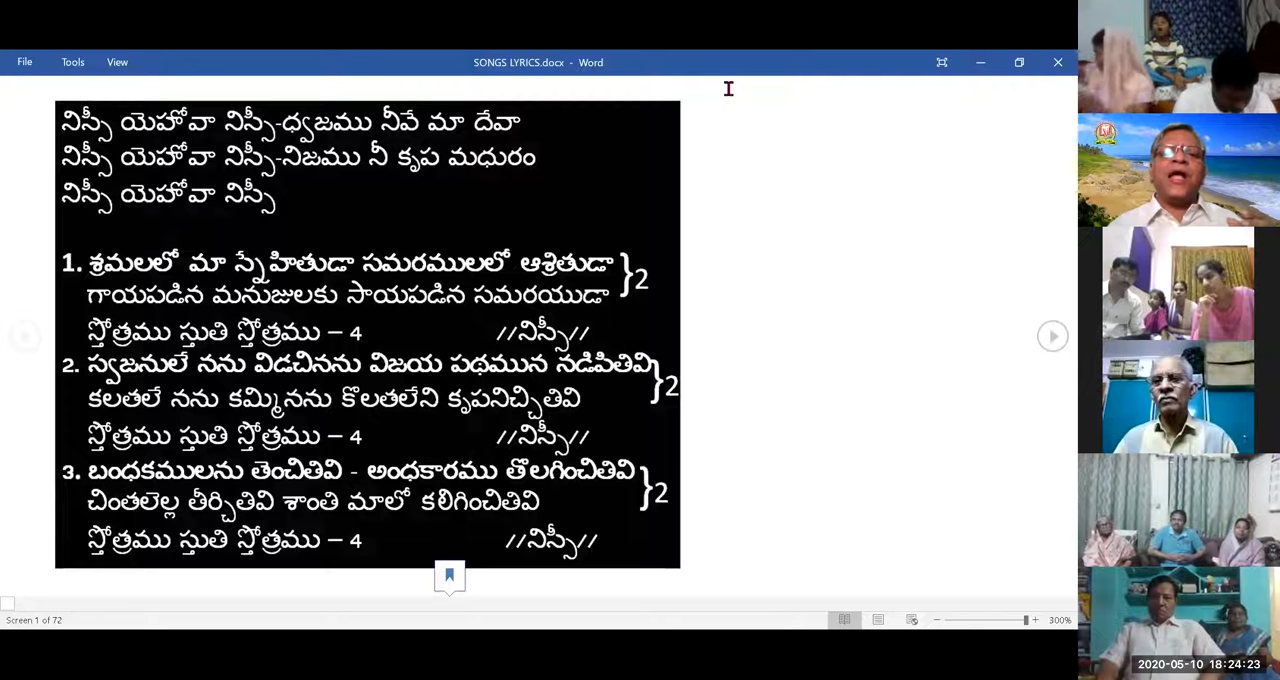 File Tools View SONGS LYRICS.docx - Word
నిస్సీ యెహోవా నిస్సీ-ధ్వజము నీవే మా దేవా
నిస్సీ యెహోవా నిస్సీ-నిజము నీ కృప మధురం
నిస్సీ యెహోవా నిస్సీ
1. శ్రమలలో మా స్నేహితుడా సమరములలో ఆశ్రితుడా }2
గాయపడిన మనుజులకు సాయపడిన సమరయుడా
స్తోత్రము స్తుతి స్తోత్రము – 4 //నిస్సీ//
2. స్వజనులే నను విడచినను విజయ పథమున నడిపితివి }2
కలతలే నను కమ్మినను కొలతలేని కృపనిచ్చితివి
స్తోత్రము స్తుతి స్తోత్రము – 4 //నిస్సీ//
3. బంధకములను తెంచితివి - అంధకారము తొలగించితివి }2
చింతలెల్ల తీర్చితివి శాంతి మాలో కలిగించితివి
స్తోత్రము స్తుతి స్తోత్రము – 4 //నిస్సీ//
Screen 1 of 72 300%
2020-05-10 18:24:23